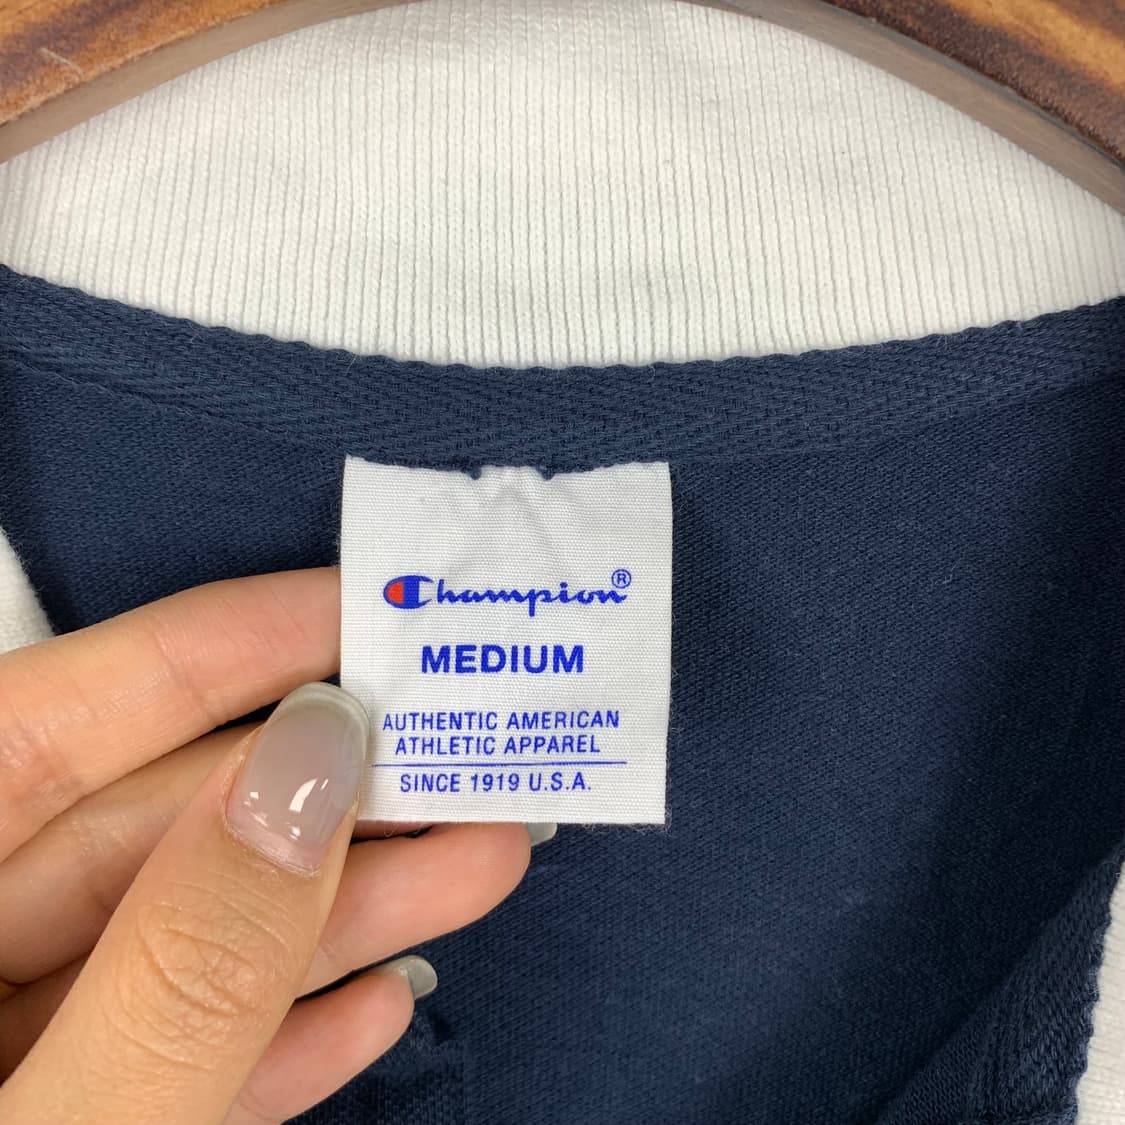 Champion®
MEDIUM
AUTHENTIC AMERICAN
ATHLETIC APPAREL
SINCE 1919 U.S.A.